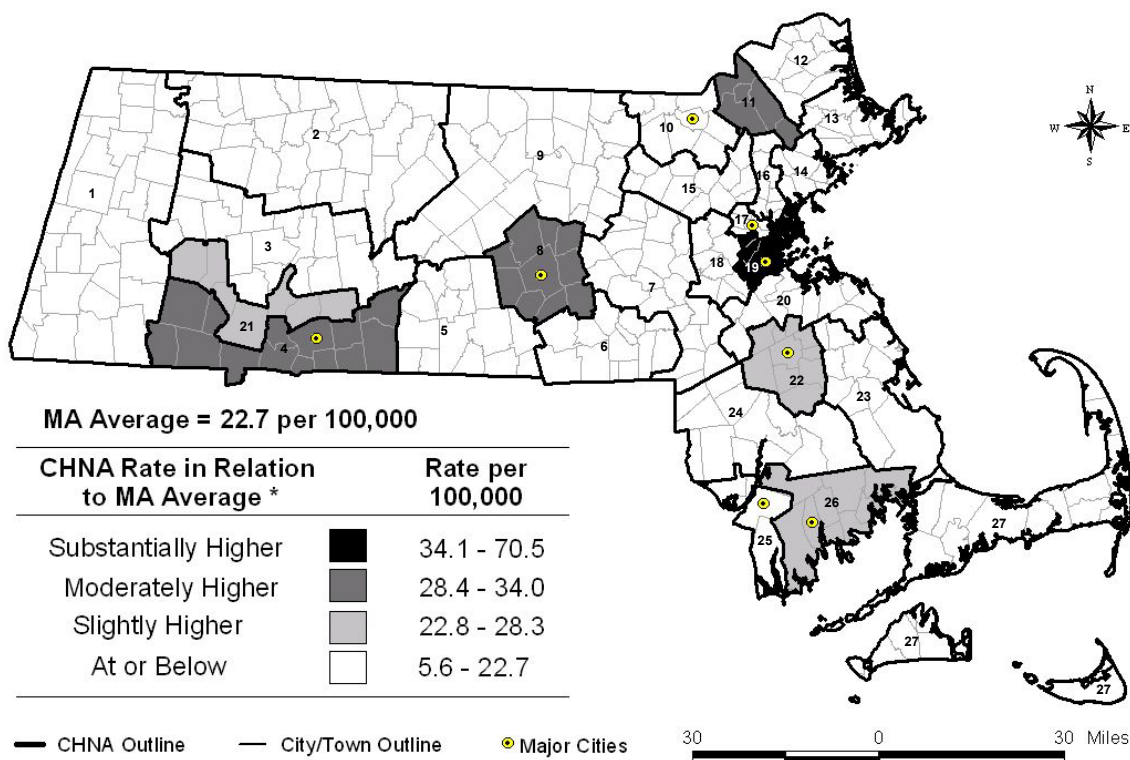 12
11
N
10
13
W E
2
9
S
16
15
14
1
17
3
8
18
19
7
20
21
5
4
6
22
MA Average = 22.7 per 100,000
23
24
CHNA Rate in Relation
to MA Average *
Rate per
100,000
26
27
25
Substantially Higher 34.1 - 70.5
Moderately Higher 28.4 - 34.0
Slightly Higher 22.8 - 28.3
At or Below 5.6 - 22.7
27
27
CHNA Outline City/Town Outline Major Cities
30 0 30 Miles